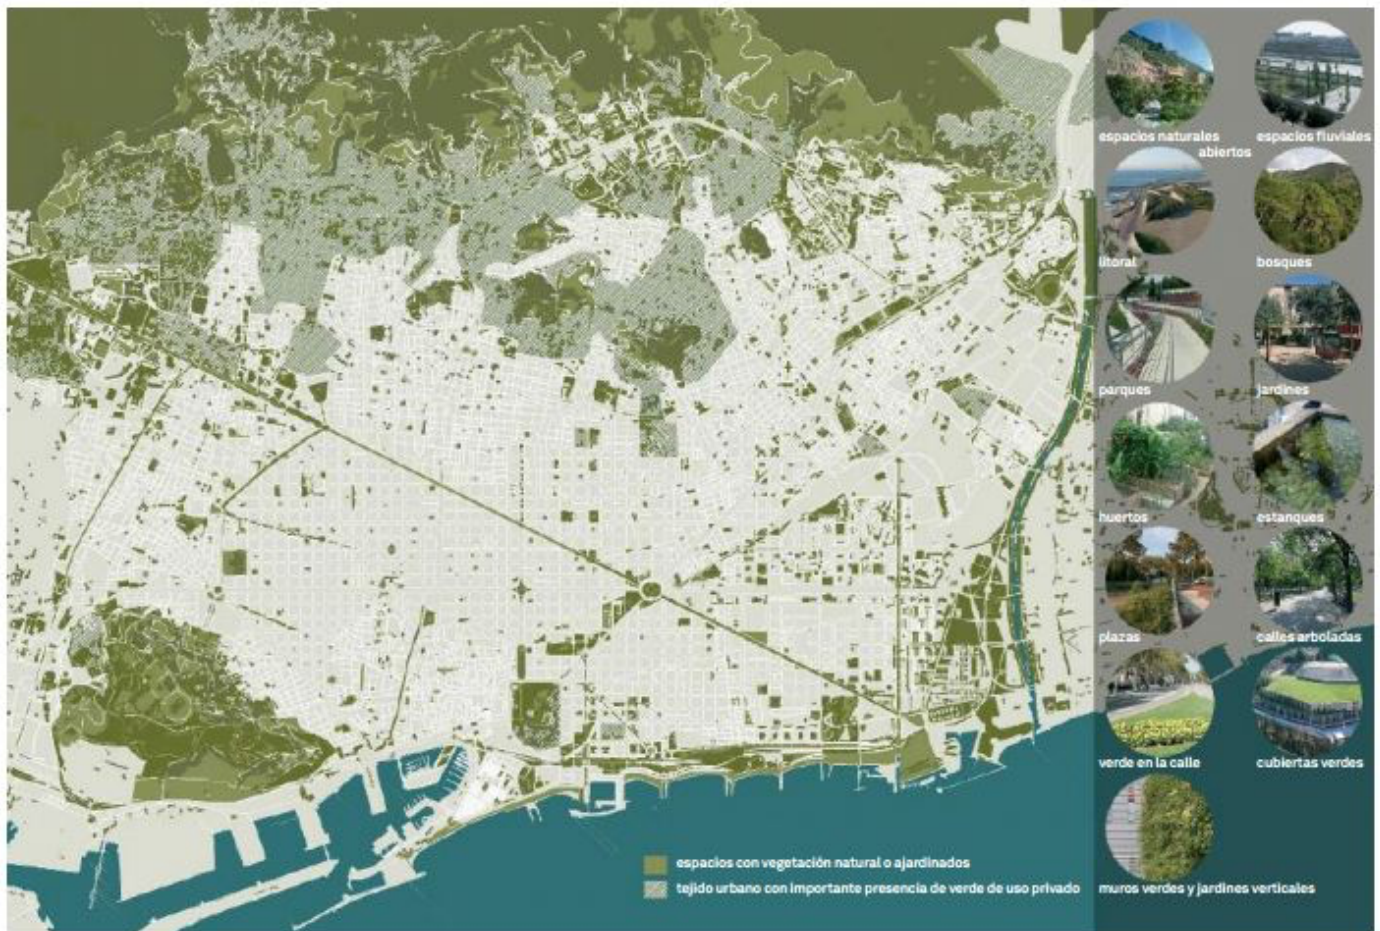 espacios naturales
abiertos
espacios fluviales
litoral
bosques
parques
jardines
huertos
estanques
plazas
calles arboladas
verde en la calle
cubiertas verdes
muros verdes y jardines verticales
espacios con vegetación natural o ajardinados
tejido urbano con importante presencia de verde de uso privado